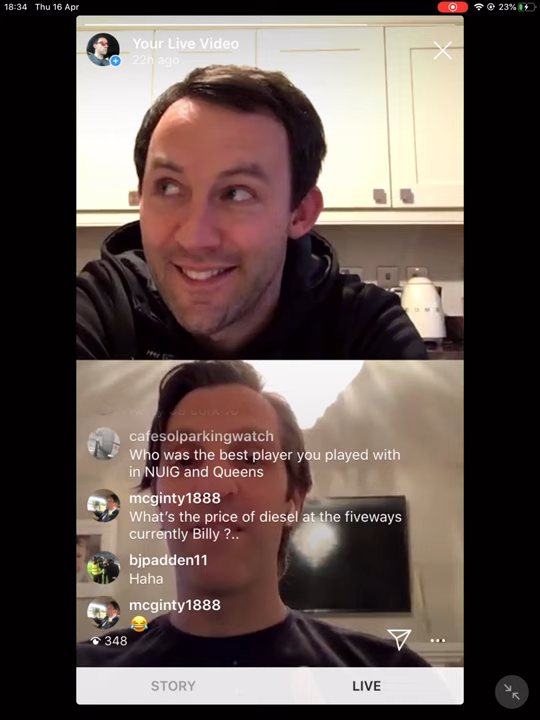 18:34 Thu 16 Apr
23%
Your Live Video
22h ago
cafesolparkingwatch
Who was the best player you played with
in NUIG and Queens
mcginty1888
What's the price of diesel at the fiveways
currently Billy ?..
bjpadden11
Haha
mcginty1888
😂
348
STORY
LIVE